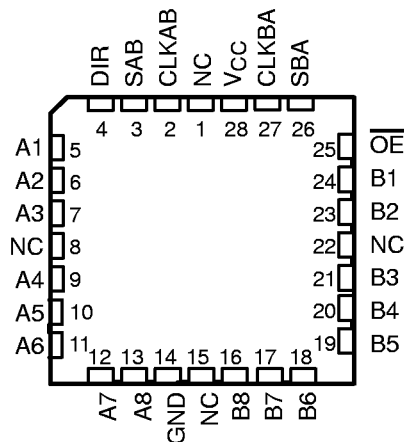 DIR SAB CLKAB NC VCC CLKBA SBA
4 3 2 1 28 27 26
A1 5 25 OE
A2 6 24 B1
A3 7 23 B2
NC 8 22 NC
A4 9 21 B3
A5 10 20 B4
A6 11 19 B5
12 13 14 15 16 17 18
A7 A8 GND NC B8 B7 B6